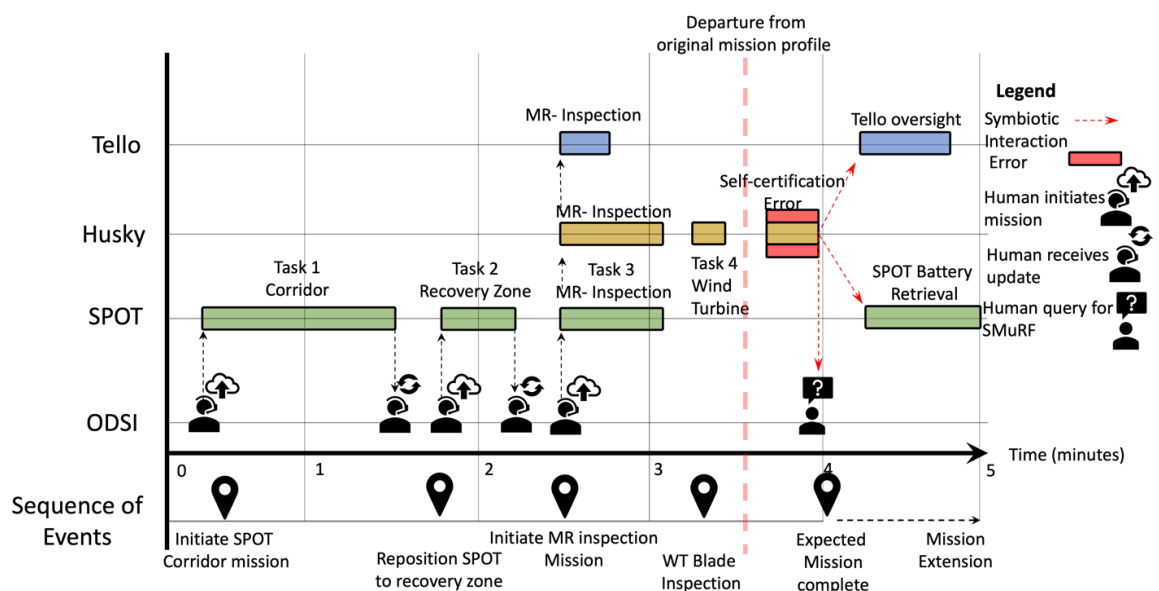 Departure from
original mission profile
Legend
Symbiotic
Interaction
Error
Human initiates
mission
Human receives
update
Human query for
SMuRF
?
Tello
MR- Inspection
Tello oversight
Self-certification
Error
Husky
MR- Inspection
Task 4
Wind
Turbine
SPOT
Task 1
Corridor
Task 2
Recovery Zone
Task 3
MR- Inspection
SPOT Battery
Retrieval
ODSI
?
0
1
2
3
4
5
Time (minutes)
Sequence of
Events
Initiate SPOT
Corridor mission
Reposition SPOT
to recovery zone
Initiate MR inspection
Mission
WT Blade
Inspection
Expected
Mission
complete
Mission
Extension